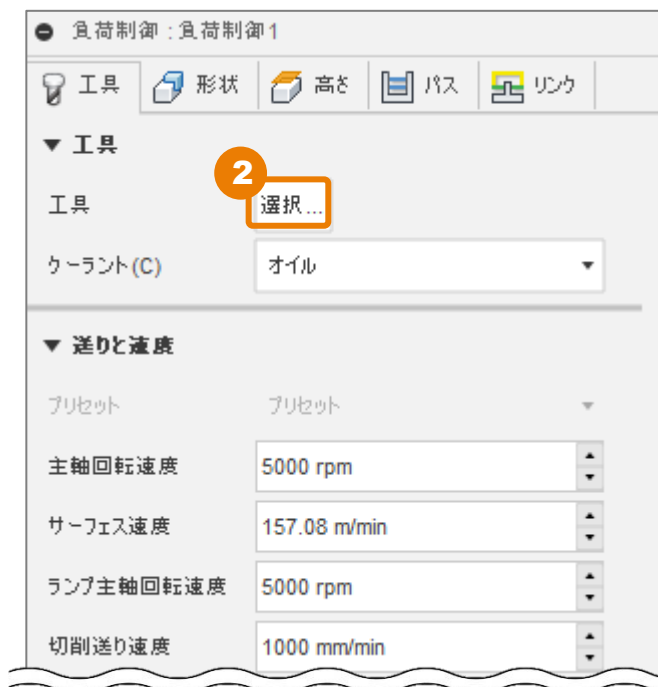 負荷制御 : 負荷制御1
工具 形状 高さ パス リンク
▼ 工具
2
工具 選択...
クーラント(C) オイル
▼ 送りと速度
プリセット プリセット
主軸回転速度 5000 rpm
サーフェス速度 157.08 m/min
ランプ主軸回転速度 5000 rpm
切削送り速度 1000 mm/min